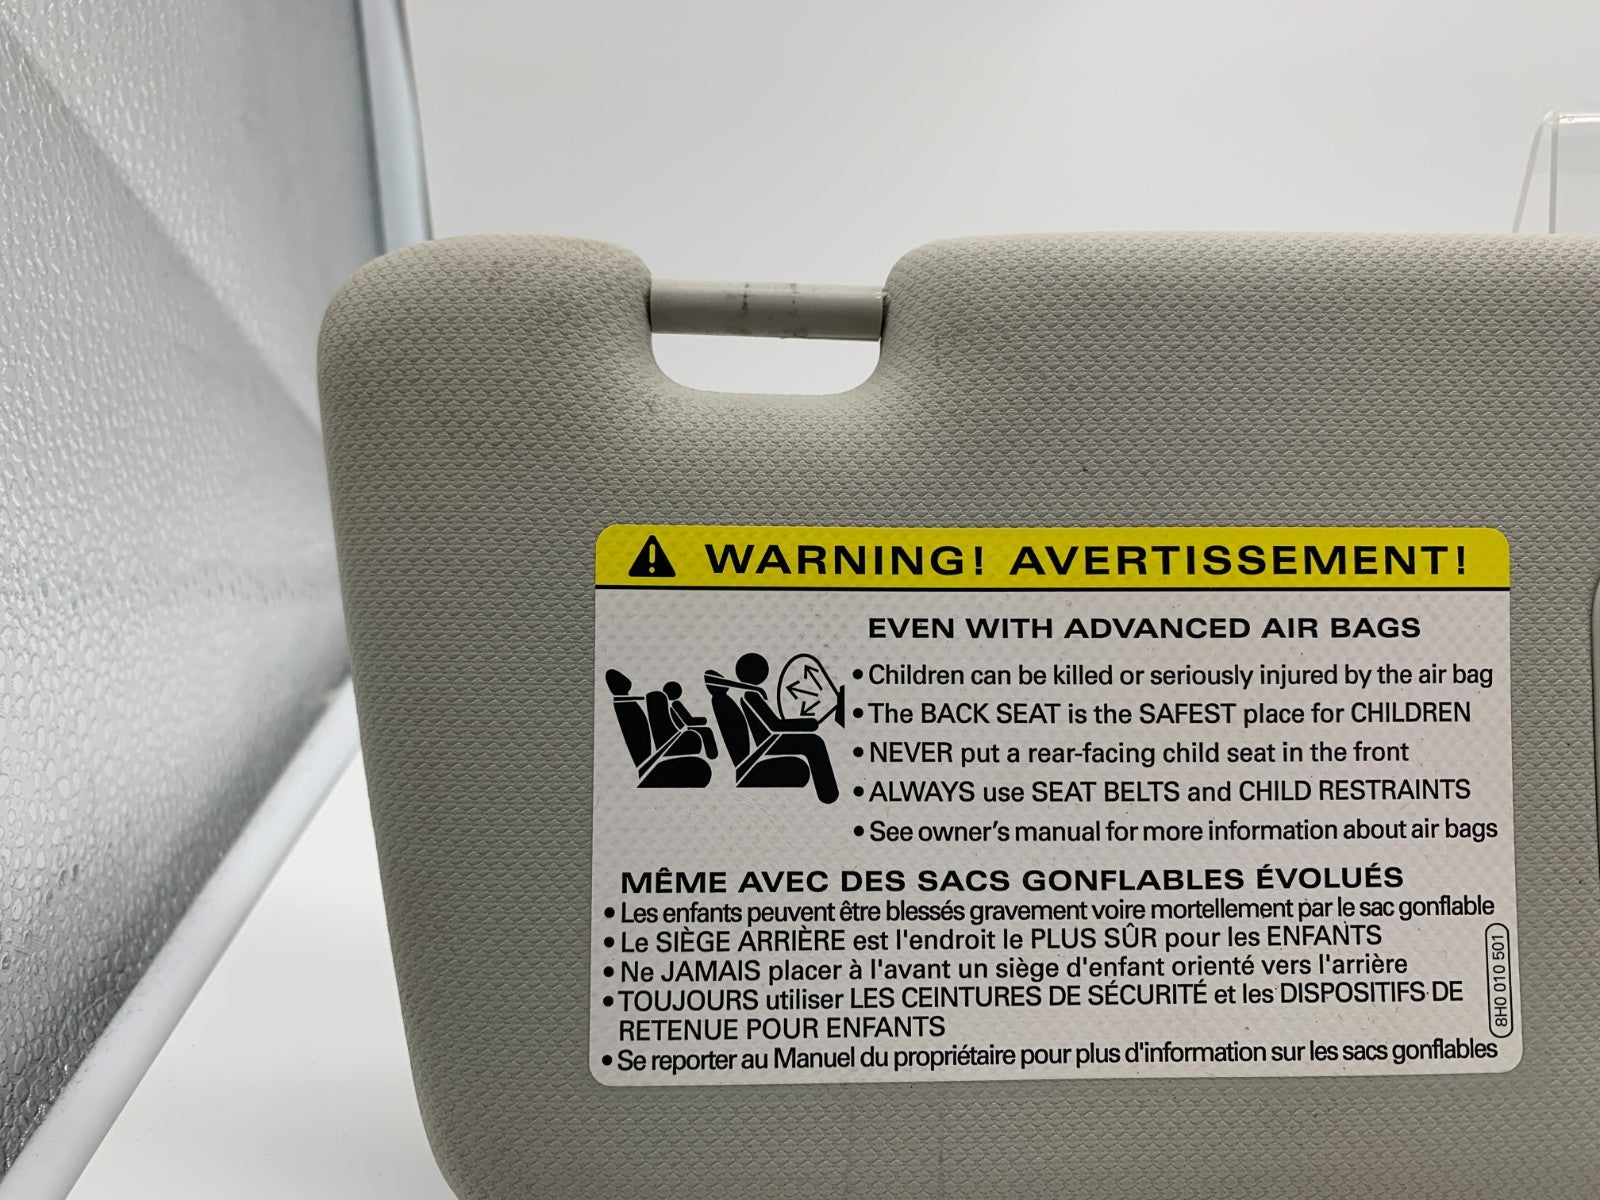 WARNING! AVERTISSEMENT!
EVEN WITH ADVANCED AIR BAGS
• Children can be killed or seriously injured by the air bag
• The BACK SEAT is the SAFEST place for CHILDREN
• NEVER put a rear-facing child seat in the front
• ALWAYS use SEAT BELTS and CHILD RESTRAINTS
• See owner's manual for more information about air bags
MÊME AVEC DES SACS GONFLABLES ÉVOLUÉS
• Les enfants peuvent être blessés gravement voire mortellement par le sac gonflable
• Le SIÈGE ARRIÈRE est l'endroit le PLUS SÛR pour les ENFANTS
• Ne JAMAIS placer à l'avant un siège d'enfant orienté vers l'arrière
• TOUJOURS utiliser LES CEINTURES DE SÉCURITÉ et les DISPOSITIFS DE
RETENUE POUR ENFANTS
• Se reporter au Manuel du propriétaire pour plus d'information sur les sacs gonflables
8H0 010 501